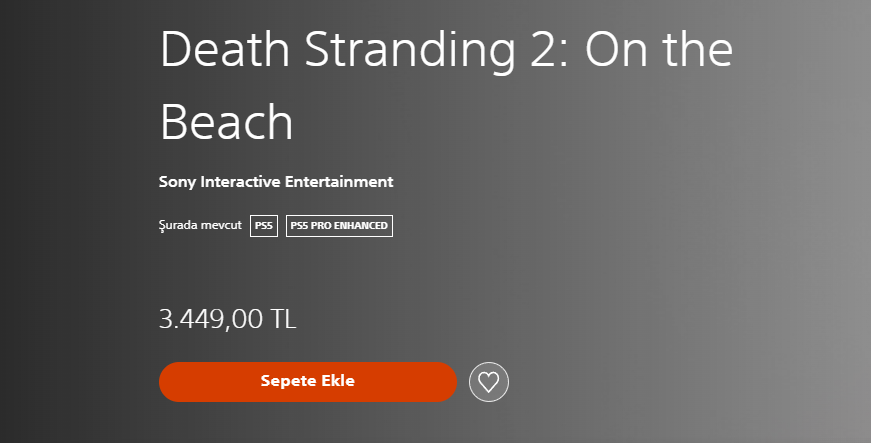 Death Stranding 2: On the
Beach
Sony Interactive Entertainment
Şurada mevcut PS5 PS5 PRO ENHANCED
3.449,00 TL
Sepete Ekle